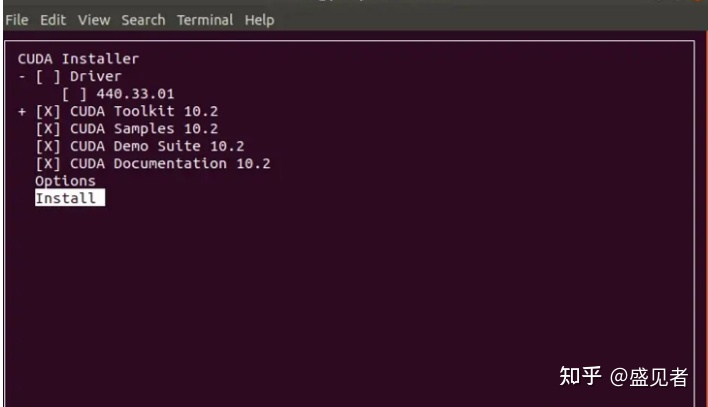 File Edit View Search Terminal Help
CUDA Installer
- [ ] Driver
[ ] 440.33.01
+ [X] CUDA Toolkit 10.2
[X] CUDA Samples 10.2
[X] CUDA Demo Suite 10.2
[X] CUDA Documentation 10.2
Options
Install
知乎 @盛见者